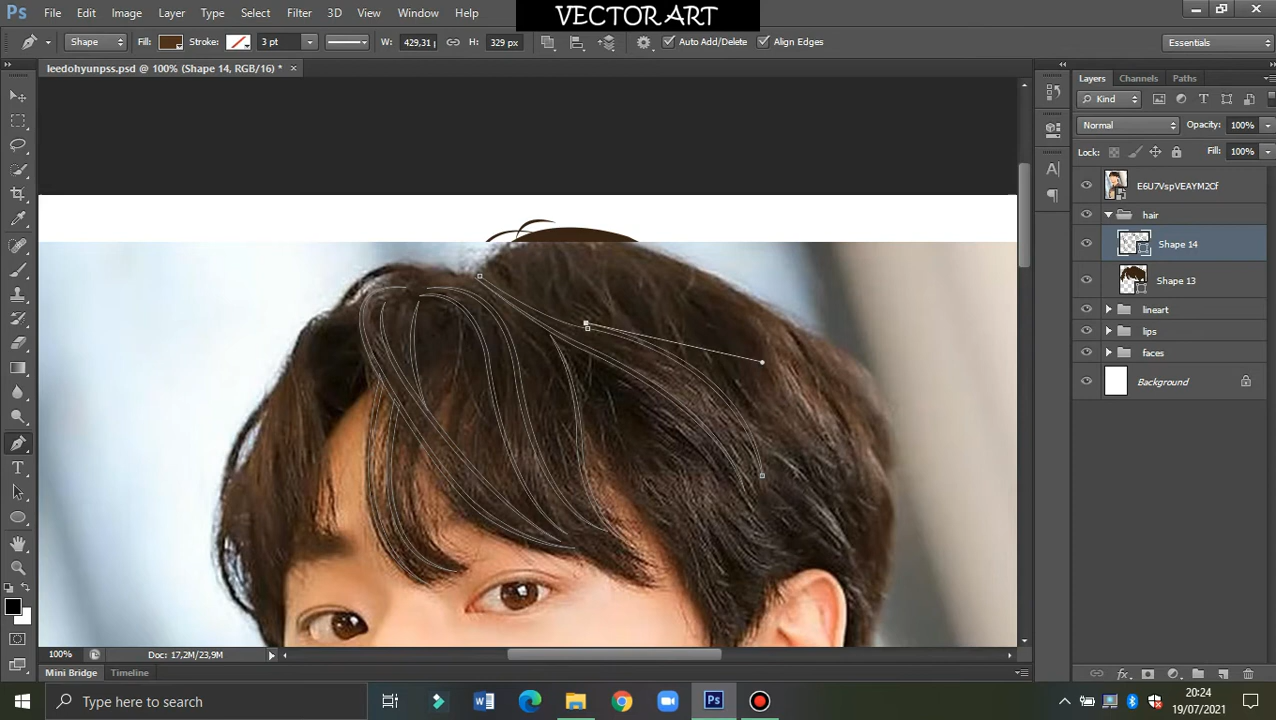 VECTOR ART
Ps File Edit Image Layer Type Select Filter 3D View Window Help
Shape Fill: Stroke: 3 pt W: 429,31 H: 329 px Auto Add/Delete Align Edges Essentials
leedohyunpss.psd @ 100% (Shape 14, RGB/16) *
Layers Channels Paths
Kind
Normal Opacity: 100%
Lock: Fill: 100%
E6U7VspVEAYM2Cf
hair
Shape 14
Shape 13
lineart
lips
faces
Background
100% Doc: 17,2M/23,9M
Mini Bridge Timeline
Type here to search
20:24
19/07/2021